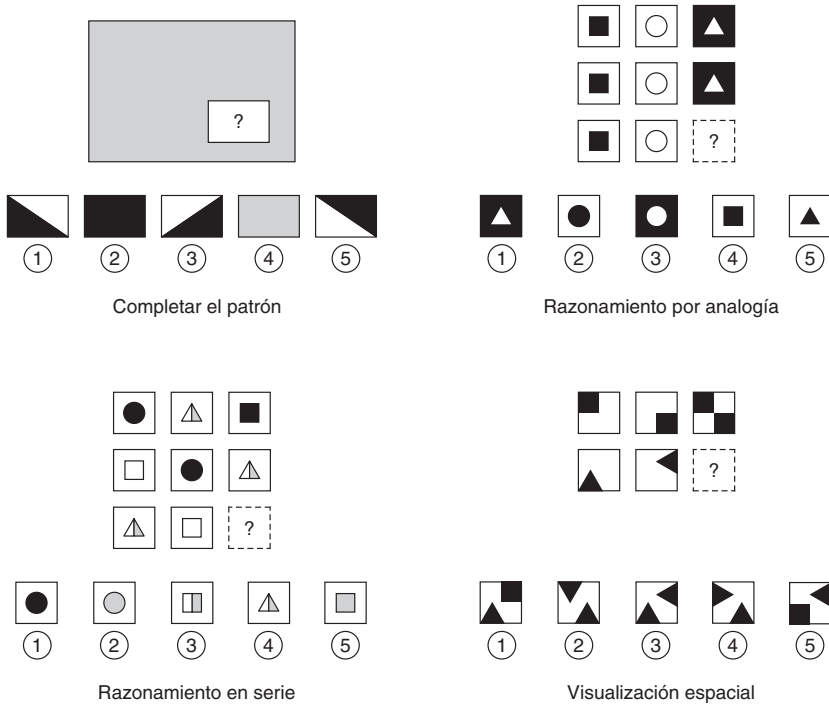 ?
① ② ③ ④ ⑤
Completar el patrón
?
① ② ③ ④ ⑤
Razonamiento por analogía
?
① ② ③ ④ ⑤
Razonamiento en serie
?
① ② ③ ④ ⑤
Visualización espacial